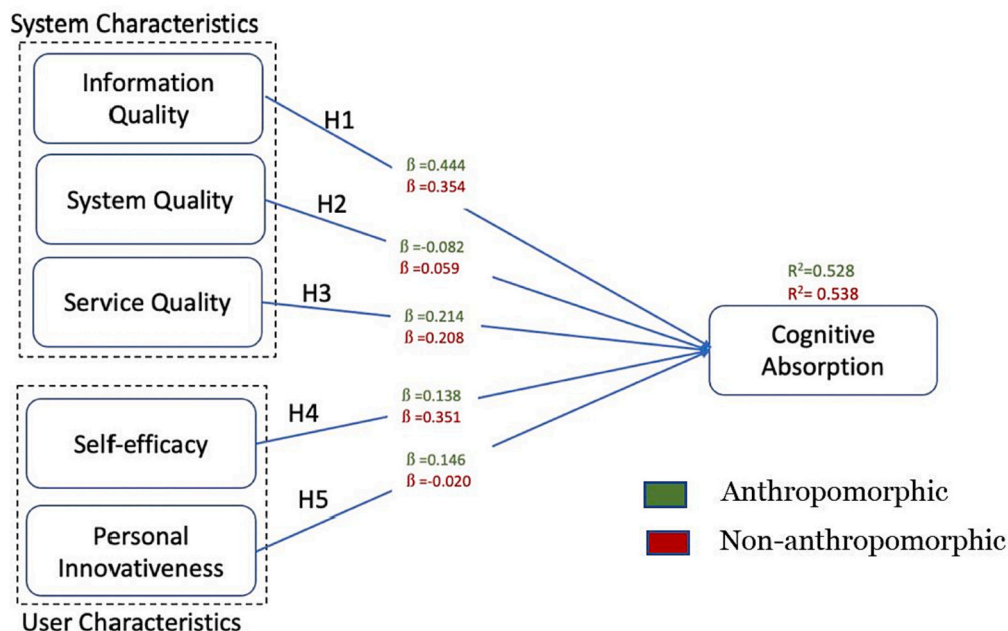 System Characteristics
Information
Quality
H1
ß =0.444
ß =0.354
System Quality
H2
ß =-0.082
ß =0.059
Service Quality
H3
ß =0.214
ß =0.208
R²=0.528
R²= 0.538
Cognitive
Absorption
Self-efficacy
H4
ß =0.138
ß =0.351
Personal
Innovativeness
H5
ß =0.146
ß =-0.020
User Characteristics
Anthropomorphic
Non-anthropomorphic